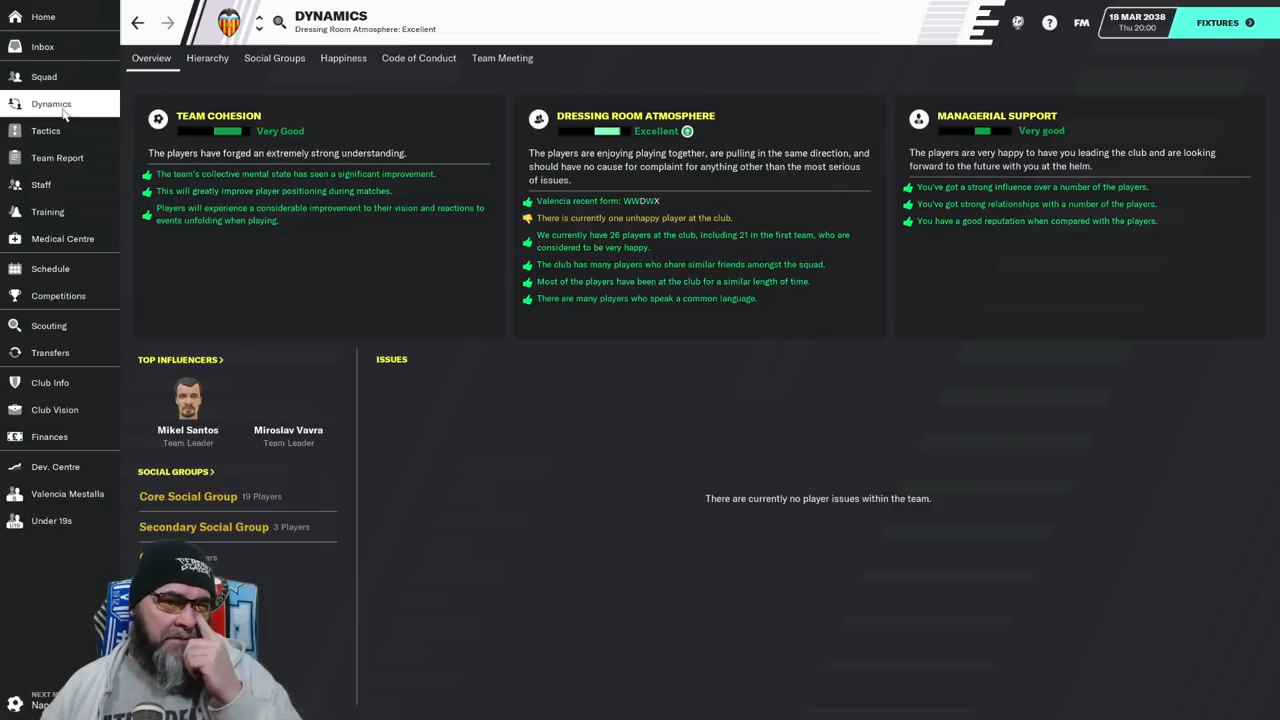 Home
Inbox
Squad
Dynamics
Tactics
Team Report
Staff
Training
Medical Centre
Schedule
Competitions
Scouting
Transfers
Club Info
Club Vision
Finances
Dev. Centre
Valencia Mestalla
Under 19s
DYNAMICS
Dressing Room Atmosphere: Excellent
FM
18 MAR 2038
Thu 20:00
FIXTURES
Overview
Hierarchy
Social Groups
Happiness
Code of Conduct
Team Meeting
TEAM COHESION
Very Good
The players have forged an extremely strong understanding.
The team's collective mental state has seen a significant improvement.
This will greatly improve player positioning during matches.
Players will experience a considerable improvement to their vision and reactions to
events unfolding when playing.
DRESSING ROOM ATMOSPHERE
Excellent
The players are enjoying playing together, are pulling in the same direction, and
should have no cause for complaint for anything other than the most serious
of issues.
Valencia recent form: WWDWX
There is currently one unhappy player at the club.
We currently have 26 players at the club, including 21 in the first team, who are
considered to be very happy.
The club has many players who share similar friends amongst the squad.
Most of the players have been at the club for a similar length of time.
There are many players who speak a common language.
MANAGERIAL SUPPORT
Very good
The players are very happy to have you leading the club and are looking
forward to the future with you at the helm.
You've got a strong influence over a number of the players.
You've got strong relationships with a number of the players.
You have a good reputation when compared with the players.
TOP INFLUENCERS >
Mikel Santos
Team Leader
Miroslav Vavra
Team Leader
SOCIAL GROUPS >
Core Social Group 19 Players
Secondary Social Group 3 Players
ISSUES
There are currently no player issues within the team.
NEXT
1912